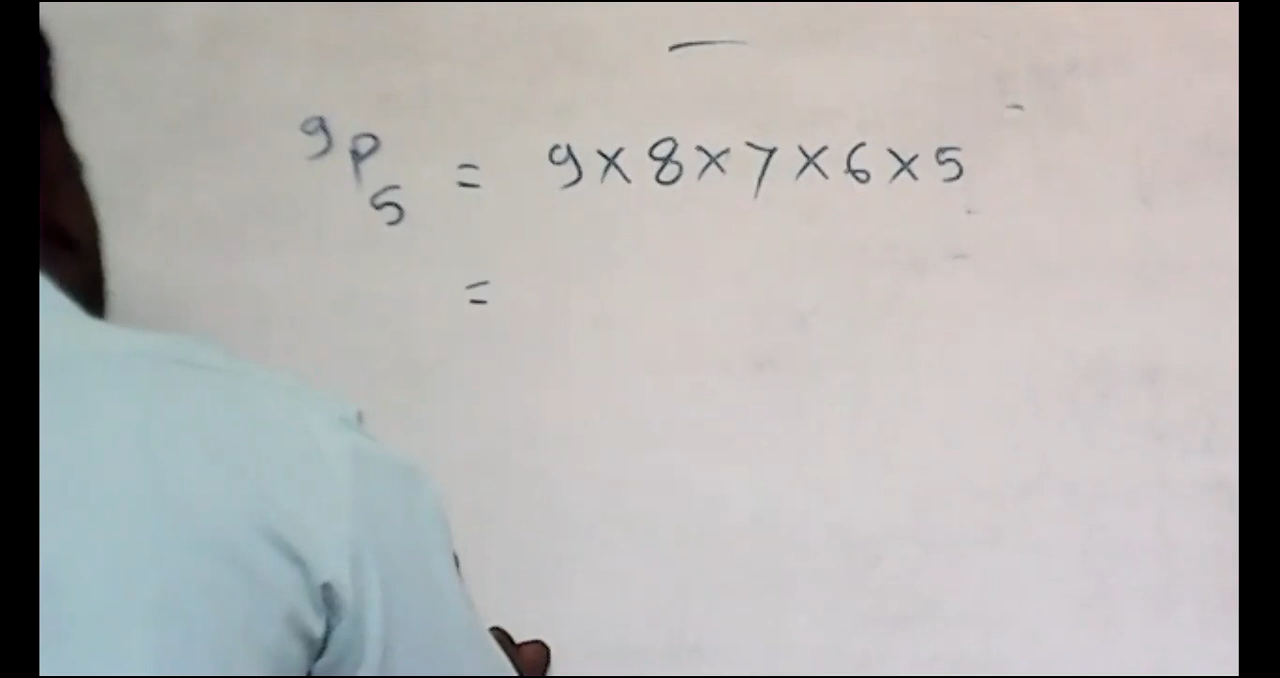 ⁹P₅ = 9×8×7×6×5
=